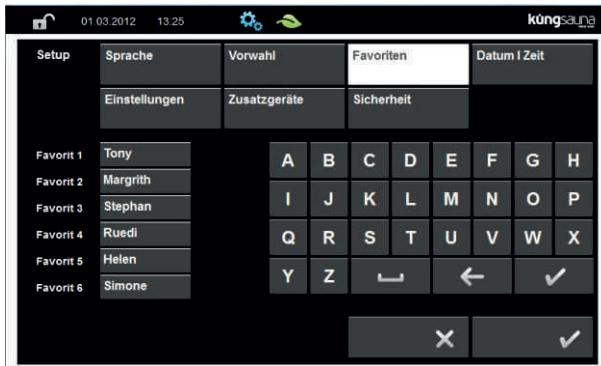 01.03.2012 13:25 küngsauna
Setup Sprache Vorwahl Favoriten Datum I Zeit
Einstellungen Zusatzgeräte Sicherheit
Favorit 1 Tony
Favorit 2 Margrith
Favorit 3 Stephan
Favorit 4 Ruedi
Favorit 5 Helen
Favorit 6 Simone
A B C D E F G H
I J K L M N O P
Q R S T U V W X
Y Z